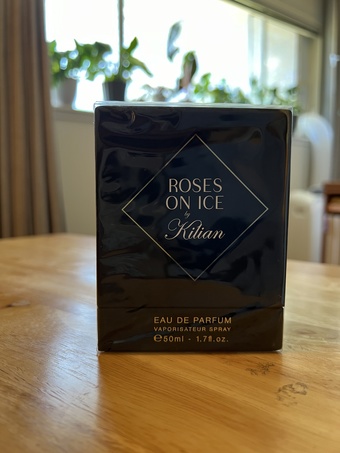 ROSES
ON ICE
by
Kilian
EAU DE PARFUM
VAPORISATEUR SPRAY
℮50ml - 1.7fl.oz.